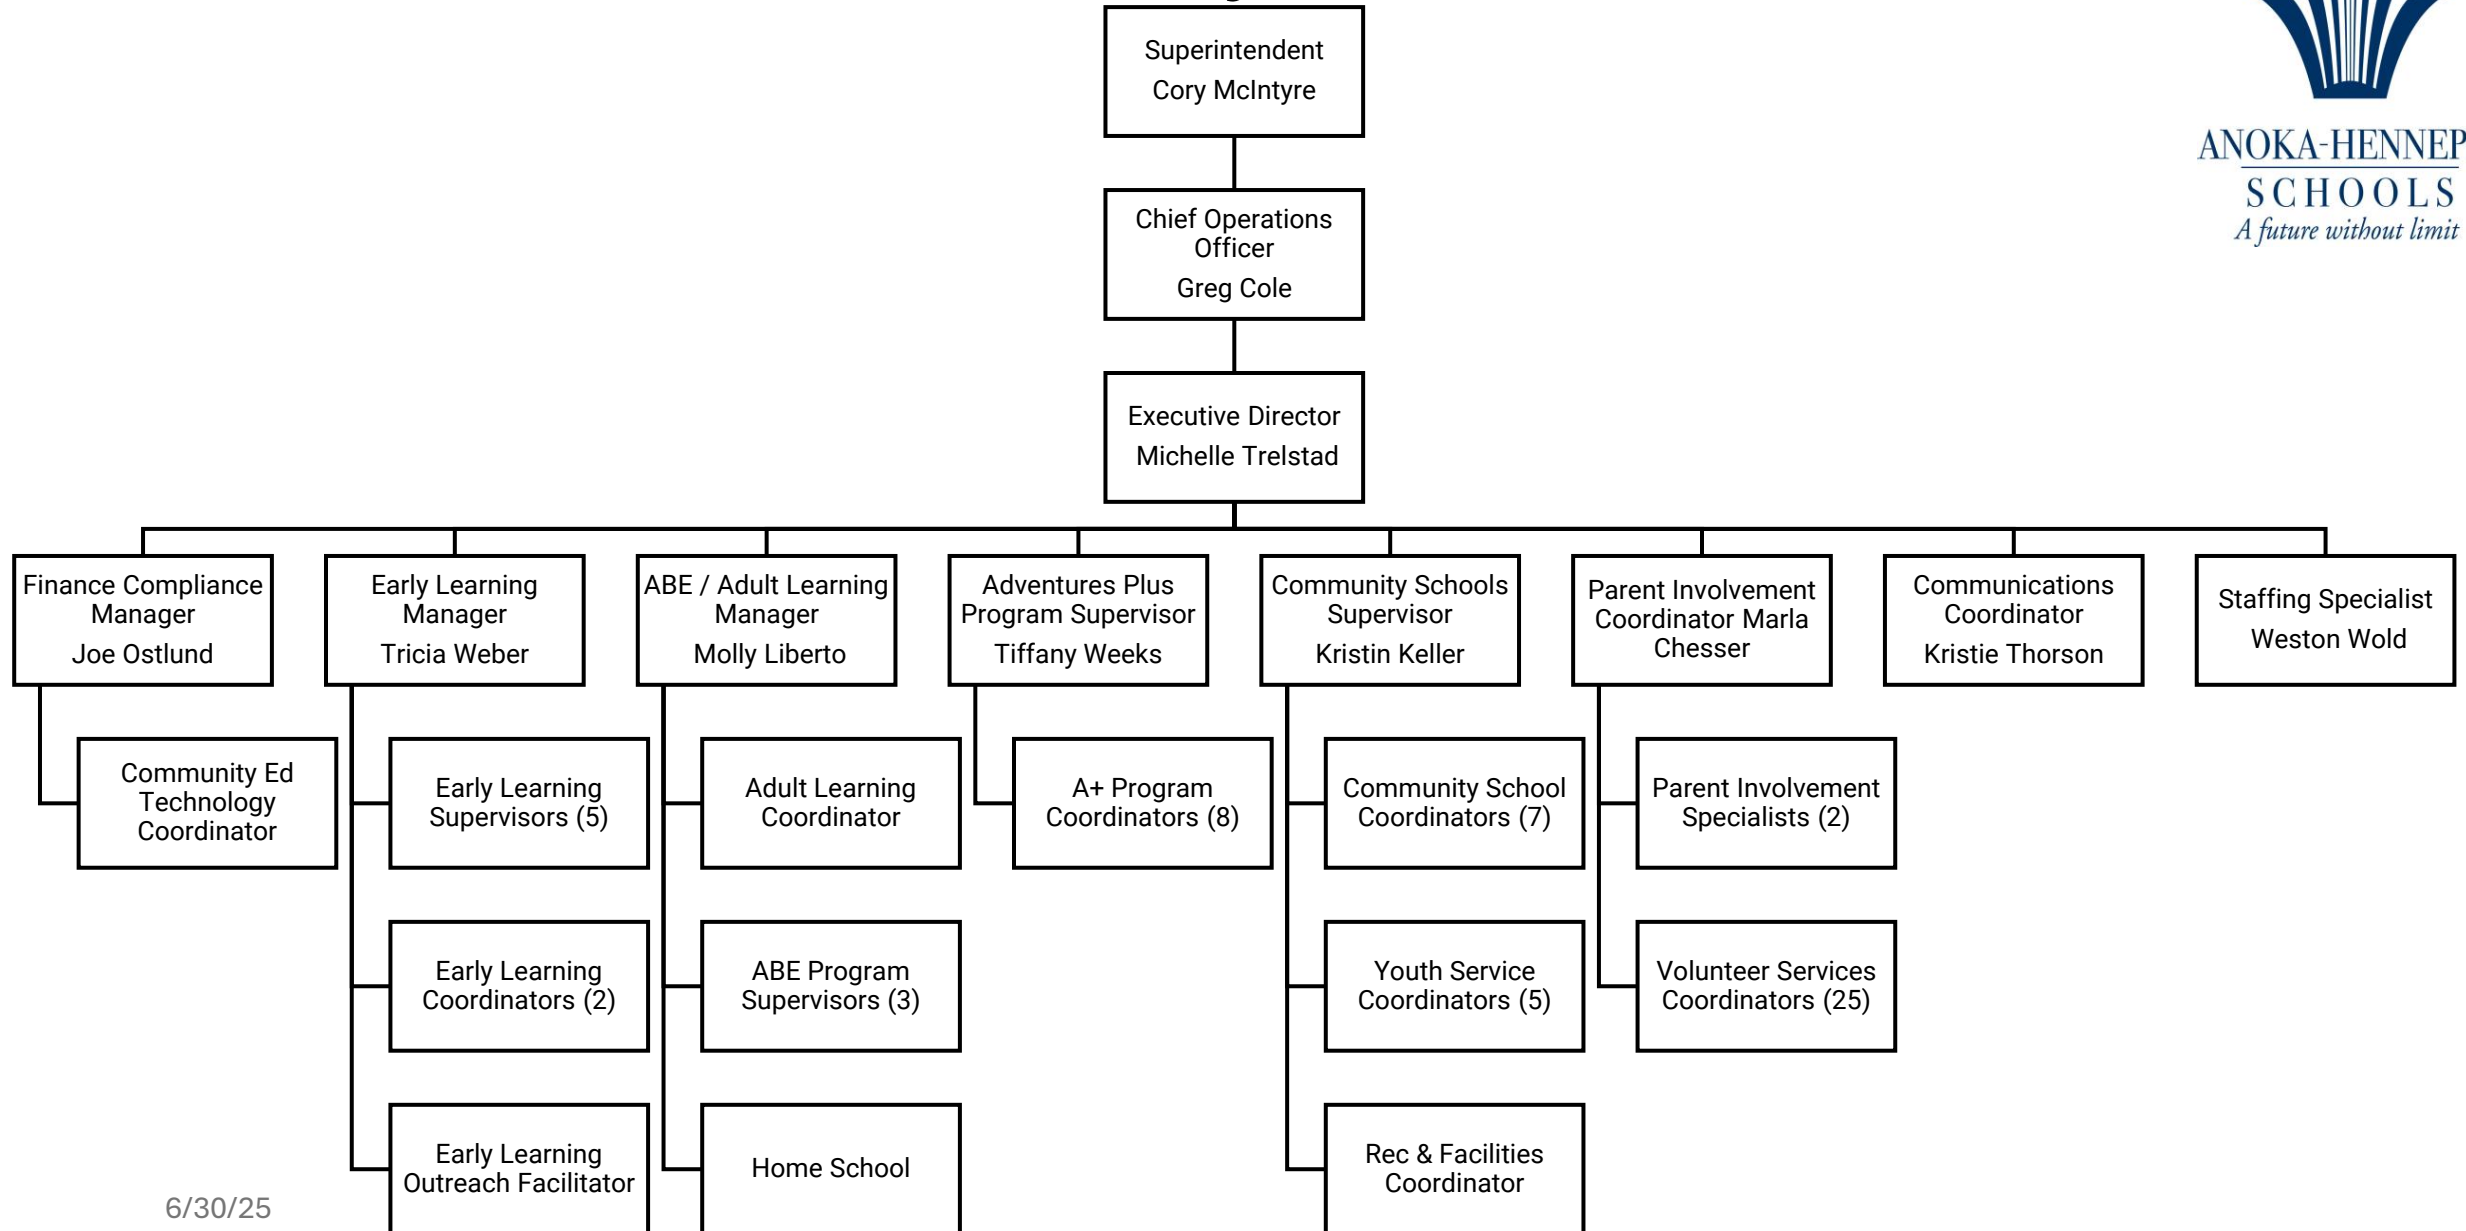 Superintendent
Cory McIntyre
ANOKA-HENNEP
SCHOOLS
A future without limit
Chief Operations
Officer
Greg Cole
Executive Director
Michelle Trelstad
Finance Compliance
Manager
Joe Ostlund
Early Learning
Manager
Tricia Weber
ABE / Adult Learning
Manager
Molly Liberto
Adventures Plus
Program Supervisor
Tiffany Weeks
Community Schools
Supervisor
Kristin Keller
Parent Involvement
Coordinator Marla
Chesser
Communications
Coordinator
Kristie Thorson
Staffing Specialist
Weston Wold
Community Ed
Technology
Coordinator
Early Learning
Supervisors (5)
Adult Learning
Coordinator
A+ Program
Coordinators (8)
Community School
Coordinators (7)
Parent Involvement
Specialists (2)
Early Learning
Coordinators (2)
ABE Program
Supervisors (3)
Youth Service
Coordinators (5)
Volunteer Services
Coordinators (25)
Early Learning
Outreach Facilitator
Home School
Rec & Facilities
Coordinator
6/30/25